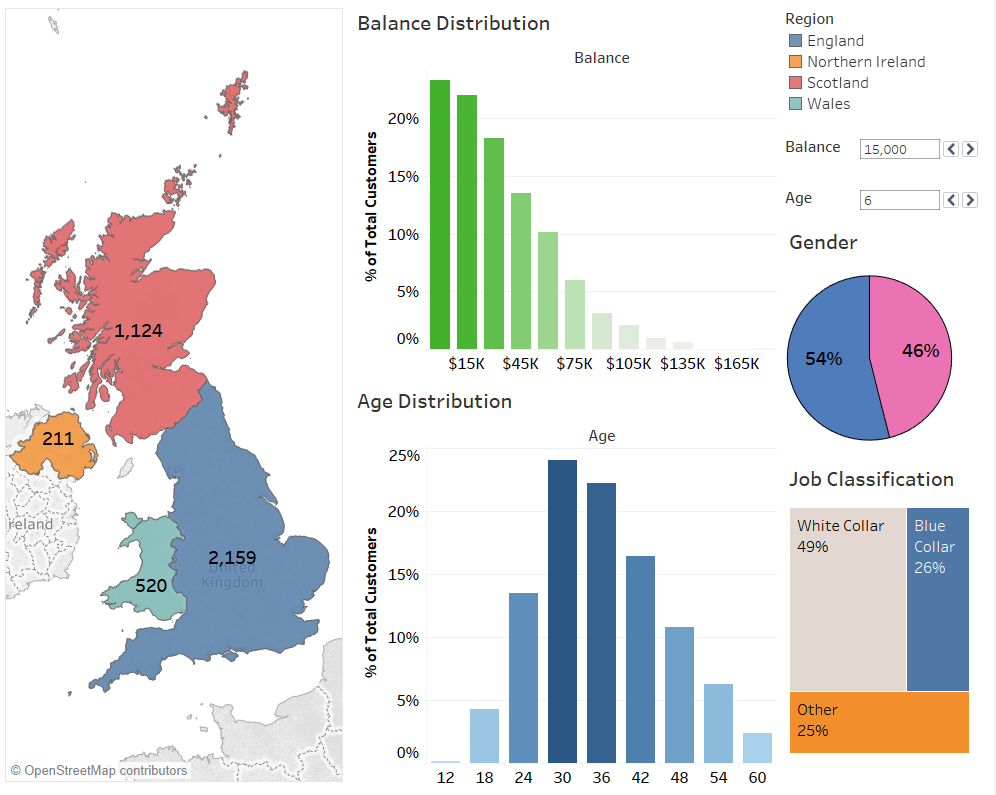 1,124
211
reland
2,159
United
Kingdom
520
© OpenStreetMap contributors
Balance Distribution
Balance
% of Total Customers
20%
15%
10%
5%
0%
$15K $45K $75K $105K $135K $165K
Age Distribution
Age
% of Total Customers
25%
20%
15%
10%
5%
0%
12 18 24 30 36 42 48 54 60
Region
England
Northern Ireland
Scotland
Wales
Balance 15,000
Age 6
Gender
54%
46%
Job Classification
White Collar
49%
Blue
Collar
26%
Other
25%